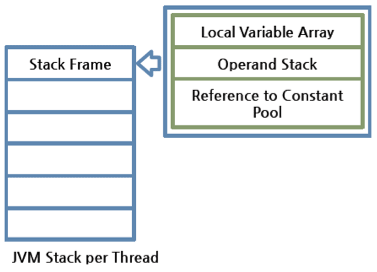 Local Variable Array
Stack Frame
Operand Stack
Reference to Constant
Pool
JVM Stack per Thread